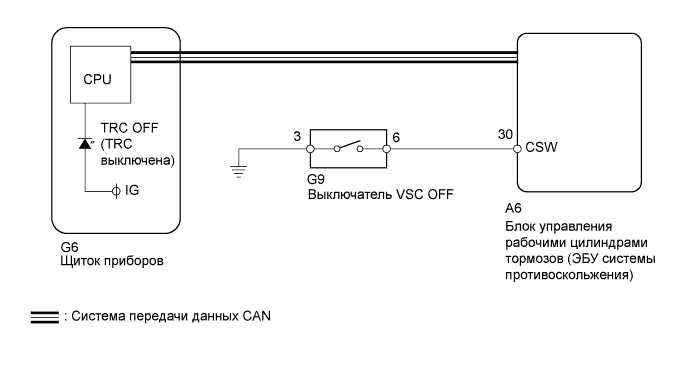 CPU
TRC OFF
(TRC
выключена)
IG
G6
Щиток приборов
3
6
G9
Выключатель VSC OFF
30
CSW
A6
Блок управления
рабочими цилиндрами
тормозов (ЭБУ системы
противоскольжения)
: Система передачи данных CAN